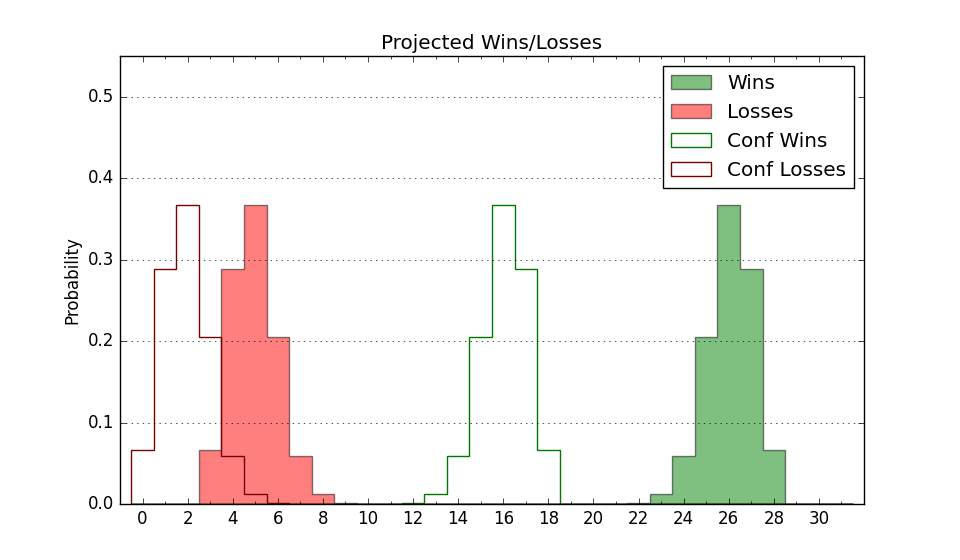 Projected Wins/Losses
Wins
Losses
Conf Wins
Conf Losses
Probability
0.5
0.4
0.3
0.2
0.1
0.0
0 2 4 6 8 10 12 14 16 18 20 22 24 26 28 30